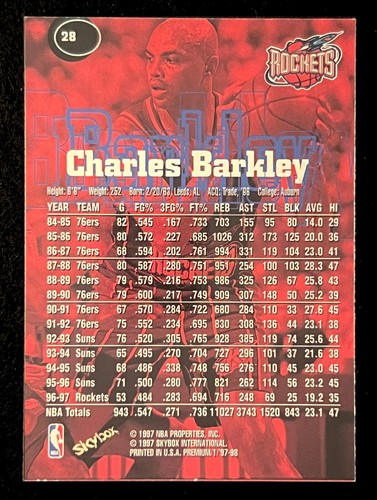 28
ROCKETS
Barkley
Charles Barkley
Height: 6'6" Weight: 252 Born: 2/20/63, Leeds, AL ACQ: Trade, '96 College: Auburn
YEAR TEAM G FG% 3FG% FT% REB AST STL BLK AVG HI
84-85 76ers 82 .545 .167 .733 703 155 95 80 14.0 29
85-86 76ers 80 .572 .227 .685 1026 312 173 125 20.0 36
86-87 76ers 68 .594 .202 .761 994 331 119 104 23.0 41
87-88 76ers 80 .587 .280 .751 951 254 100 103 28.3 47
88-89 76ers 79 .579 .216 .753 986 325 126 67 25.8 43
89-90 76ers 79 .600 .217 .749 909 307 148 50 25.2 39
90-91 76ers 67 .570 .284 .722 680 284 110 33 27.6 45
91-92 76ers 75 .552 .234 .695 830 308 136 44 23.1 38
92-93 Suns 76 .520 .305 .765 928 385 119 74 25.6 44
93-94 Suns 65 .495 .270 .704 727 296 101 37 21.6 38
94-95 Suns 68 .486 .338 .748 756 276 110 45 23.0 45
95-96 Suns 71 .500 .280 .777 821 262 114 56 23.2 45
96-97 Rockets 53 .484 .283 .694 716 248 69 25 19.2 35
NBA Totals 943 .547 .271 .736 11027 3743 1520 843 23.1 47
NBA
SkyBox
© 1997 NBA PROPERTIES, INC.
© 1997 SKYBOX INTERNATIONAL.
PRINTED IN U.S.A. PREMIUM/1 '97-98